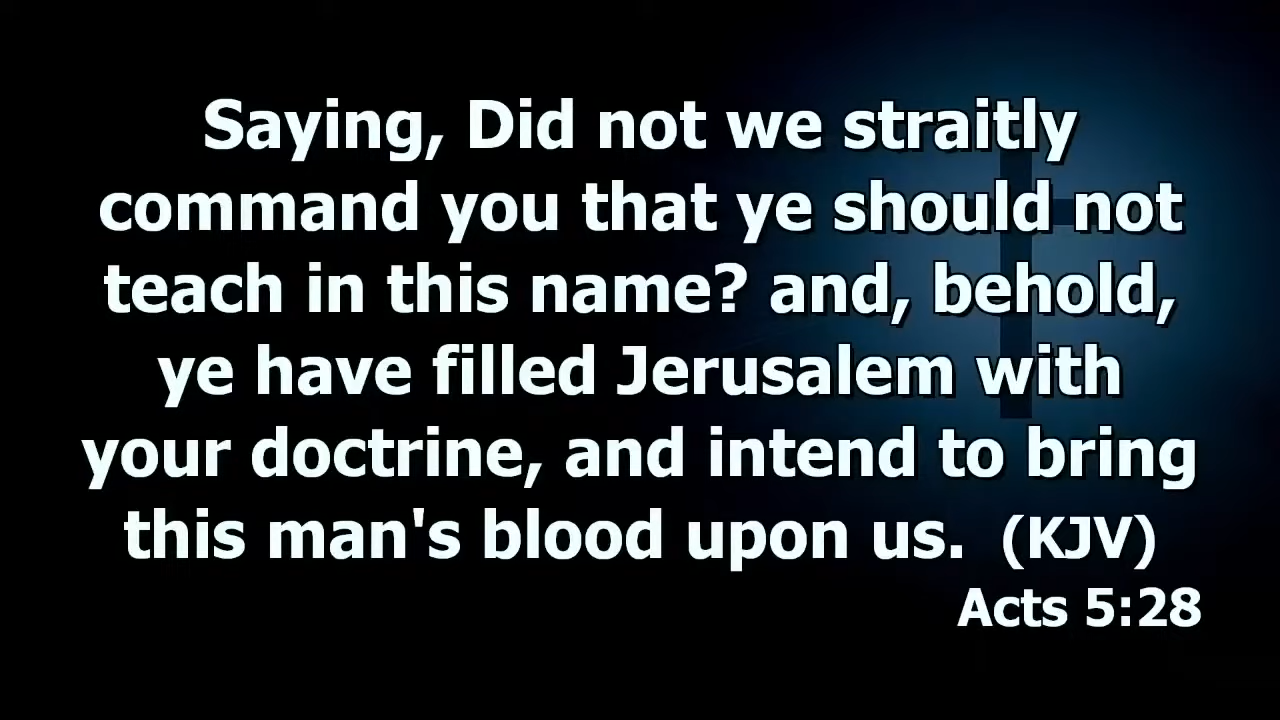 Saying, Did not we straitly
command you that ye should not
teach in this name? and, behold,
ye have filled Jerusalem with
your doctrine, and intend to bring
this man's blood upon us.  (KJV)
Acts 5:28